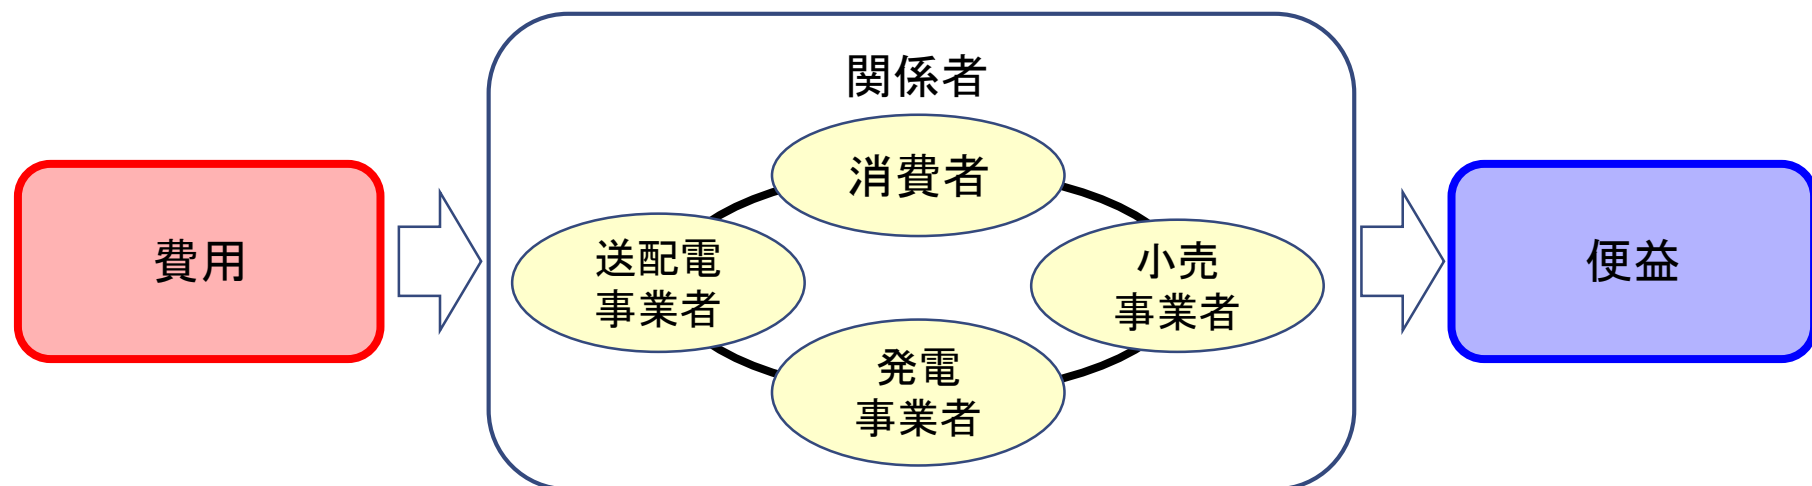 関係者
消費者
費用
送配電
事業者
小売
事業者
発電
事業者
便益